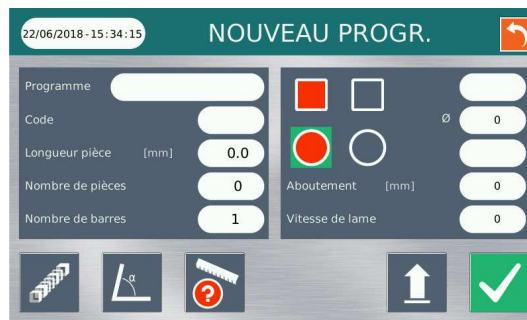 22/06/2018-15:34:15
NOUVEAU PROGR.
Programme
Code
Longueur pièce [mm] 0.0
Nombre de pièces 0
Nombre de barres 1
Ø 0
Aboutement [mm] 0
Vitesse de lame 0
α
?